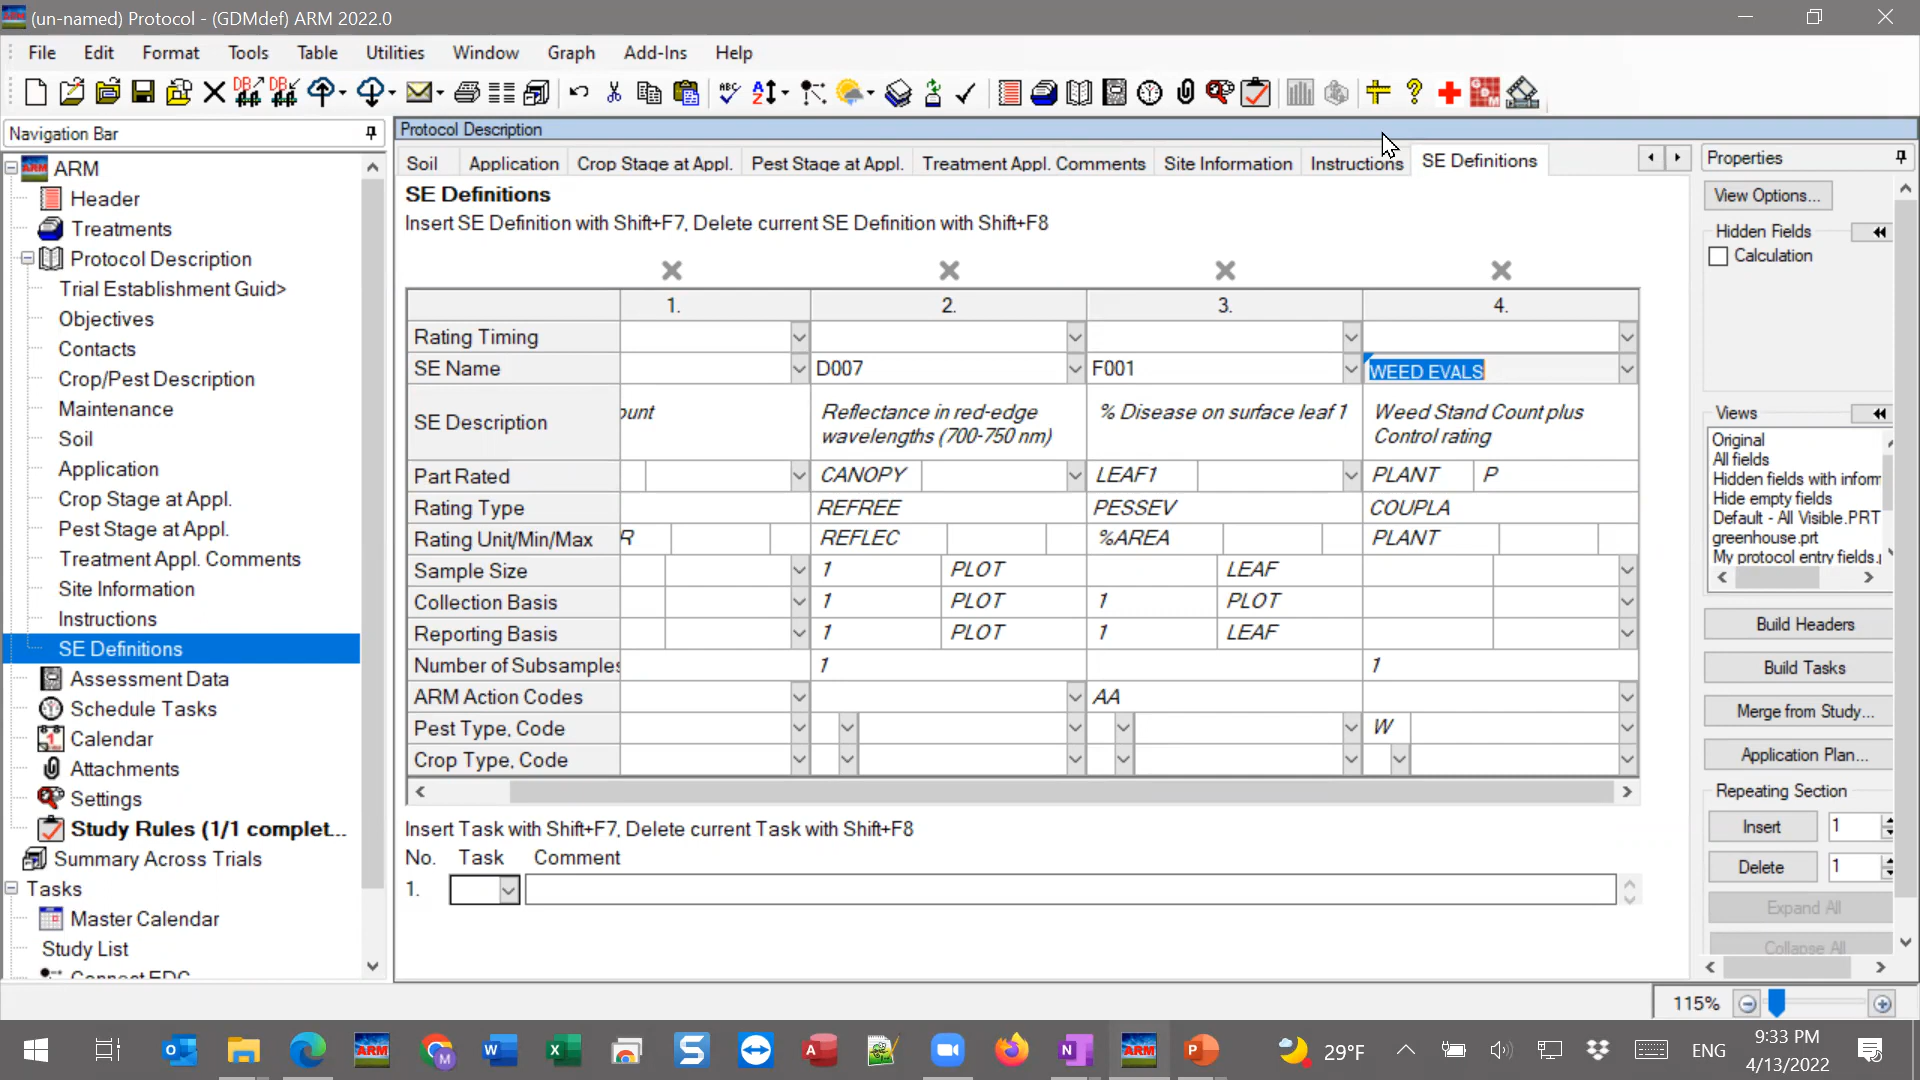 (un-named) Protocol - (GDMdef) ARM 2022.0
File Edit Format Tools Table Utilities Window Graph Add-Ins Help
Navigation Bar
ARM
Header
Treatments
Protocol Description
Trial Establishment Guid>
Objectives
Contacts
Crop/Pest Description
Maintenance
Soil
Application
Crop Stage at Appl.
Pest Stage at Appl.
Treatment Appl. Comments
Site Information
Instructions
SE Definitions
Assessment Data
Schedule Tasks
Calendar
Attachments
Settings
Study Rules (1/1 complet...
Summary Across Trials
Tasks
Master Calendar
Study List
Connect EDC
Protocol Description
Soil Application Crop Stage at Appl. Pest Stage at Appl. Treatment Appl. Comments Site Information Instructions SE Definitions
SE Definitions
Insert SE Definition with Shift+F7, Delete current SE Definition with Shift+F8
1. 2. 3. 4.
Rating Timing
SE Name D007 F001 WEED EVALS
SE Description ount Reflectance in red-edge wavelengths (700-750 nm) % Disease on surface leaf 1 Weed Stand Count plus Control rating
Part Rated CANOPY LEAF1 PLANT P
Rating Type REFREE PESSEV COUPLA
Rating Unit/Min/Max R REFLEC %AREA PLANT
Sample Size 1 PLOT LEAF
Collection Basis 1 PLOT 1 PLOT
Reporting Basis 1 PLOT 1 LEAF
Number of Subsamples 1 1
ARM Action Codes AA
Pest Type, Code W
Crop Type, Code
Insert Task with Shift+F7, Delete current Task with Shift+F8
No. Task Comment
1.
Properties
View Options...
Hidden Fields
Calculation
Views
Original
All fields
Hidden fields with inform
Hide empty fields
Default - All Visible.PRT
greenhouse.prt
My protocol entry fields.
Build Headers
Build Tasks
Merge from Study...
Application Plan...
Repeating Section
Insert 1
Delete 1
Expand All
Collapse All
115%
29°F
ENG
9:33 PM
4/13/2022